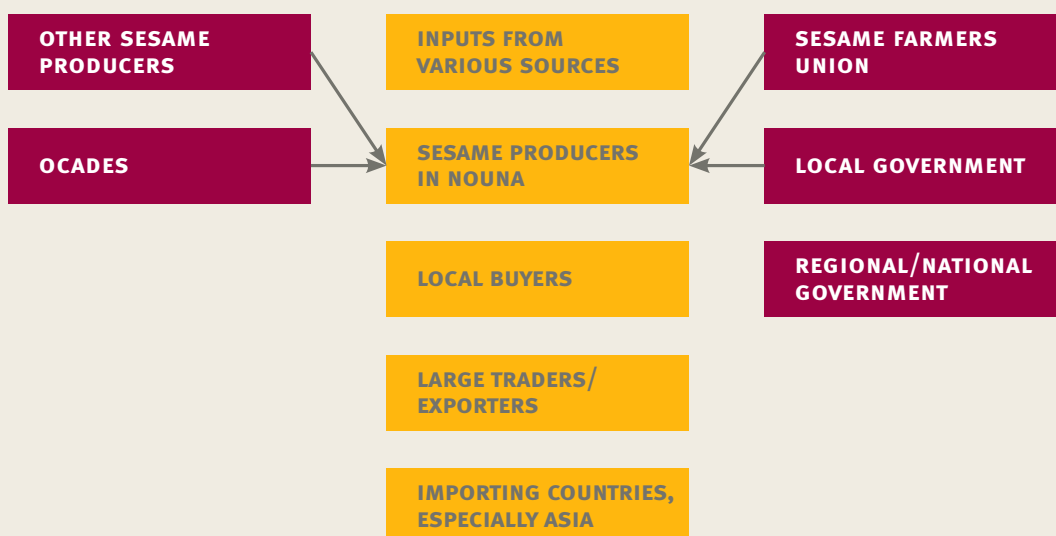 OTHER SESAME
PRODUCERS
OCADES
INPUTS FROM
VARIOUS SOURCES
SESAME PRODUCERS
IN NOUNA
LOCAL BUYERS
LARGE TRADERS/
EXPORTERS
IMPORTING COUNTRIES,
ESPECIALLY ASIA
SESAME FARMERS
UNION
LOCAL GOVERNMENT
REGIONAL/NATIONAL
GOVERNMENT